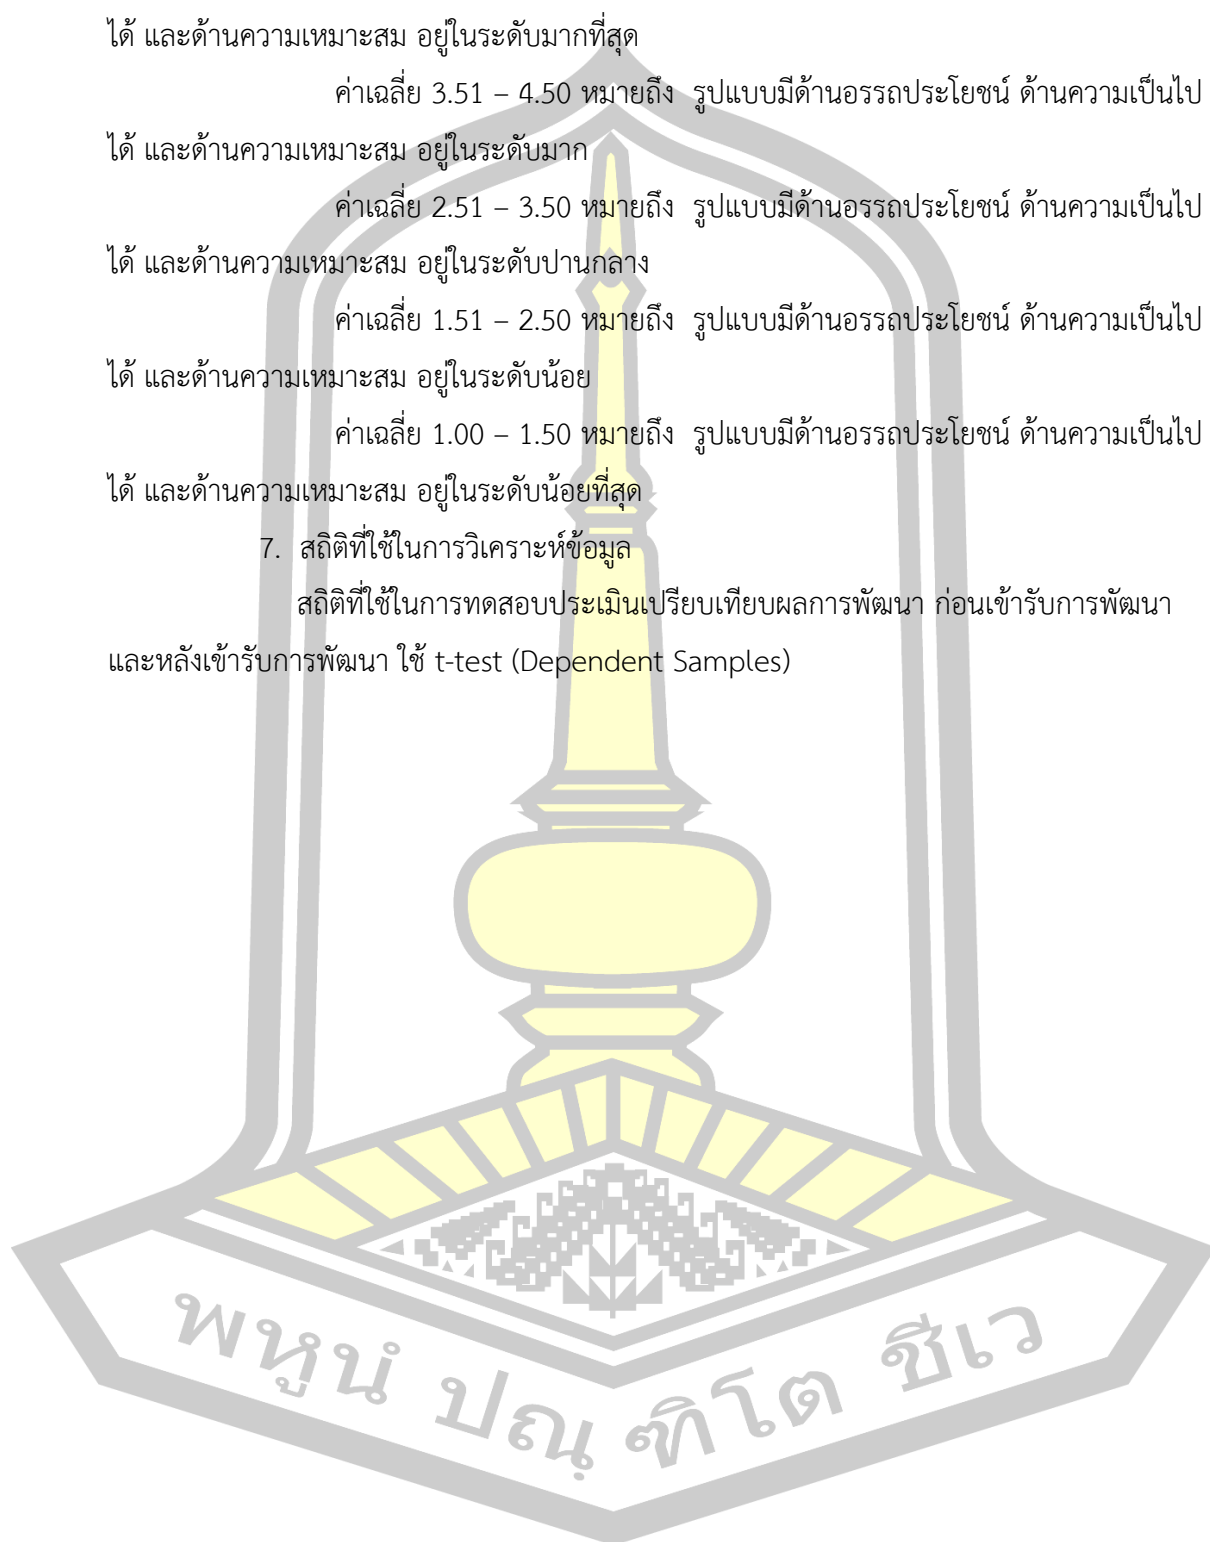 ได้ และด้านความเหมาะสม อยู่ในระดับมากที่สุด
ค่าเฉลี่ย 3.51 – 4.50 หมายถึง รูปแบบมีด้านอรรถประโยชน์ ด้านความเป็นไป
ได้ และด้านความเหมาะสม อยู่ในระดับมาก
ค่าเฉลี่ย 2.51 – 3.50 หมายถึง รูปแบบมีด้านอรรถประโยชน์ ด้านความเป็นไป
ได้ และด้านความเหมาะสม อยู่ในระดับปานกลาง
ค่าเฉลี่ย 1.51 – 2.50 หมายถึง รูปแบบมีด้านอรรถประโยชน์ ด้านความเป็นไป
ได้ และด้านความเหมาะสม อยู่ในระดับน้อย
ค่าเฉลี่ย 1.00 – 1.50 หมายถึง รูปแบบมีด้านอรรถประโยชน์ ด้านความเป็นไป
ได้ และด้านความเหมาะสม อยู่ในระดับน้อยที่สุด
7. สถิติที่ใช้ในการวิเคราะห์ข้อมูล
สถิติที่ใช้ในการทดสอบประเมินเปรียบเทียบผลการพัฒนา ก่อนเข้ารับการพัฒนา
และหลังเข้ารับการพัฒนา ใช้ t-test (Dependent Samples)
พหูนํ ปณฺฑิโต ชีเว